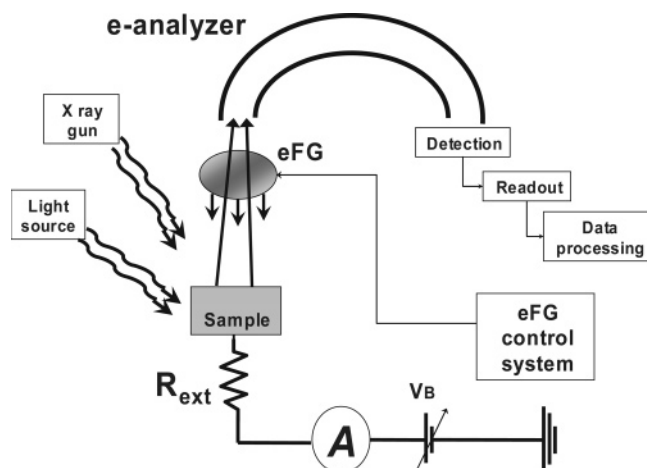 e-analyzer
X ray
gun
eFG
Detection
Readout
Light
source
Data
processing
Sample
eFG
control
system
Rext
VB
A